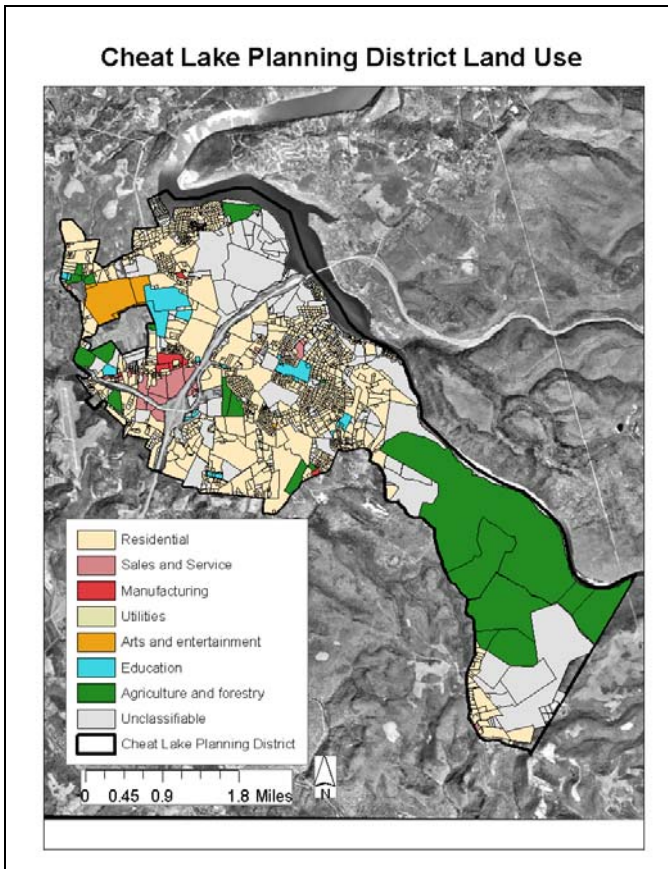 Cheat Lake Planning District Land Use
Residential
Sales and Service
Manufacturing
Utilities
Arts and entertainment
Education
Agriculture and forestry
Unclassifiable
Cheat Lake Planning District
0 0.45 0.9 1.8 Miles
N